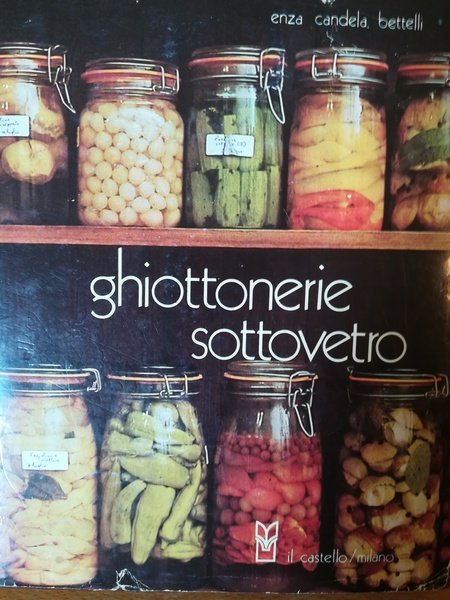 enza candela bettelli
ghiottonerie
sottovetro
il castello/milano